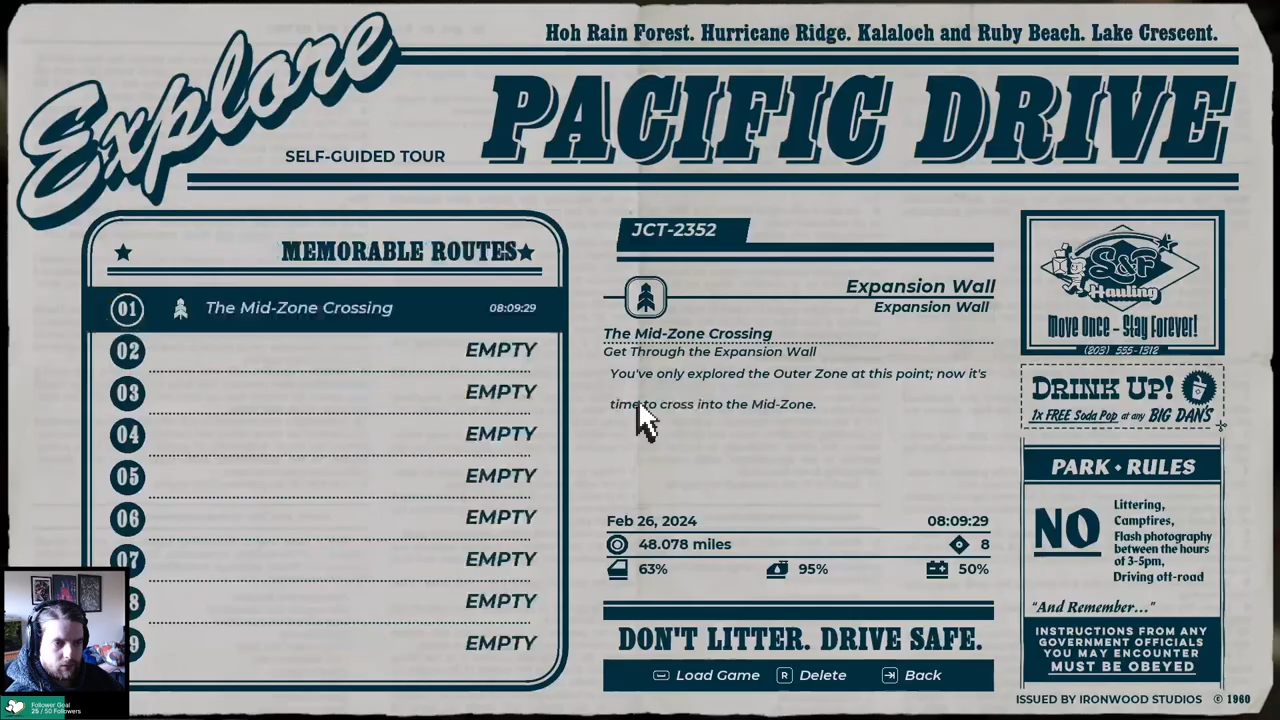 Explore
SELF-GUIDED TOUR
Hoh Rain Forest. Hurricane Ridge. Kalaloch and Ruby Beach. Lake Crescent.
PACIFIC DRIVE
MEMORABLE ROUTES
01 The Mid-Zone Crossing 08:09:29
02 EMPTY
03 EMPTY
04 EMPTY
05 EMPTY
06 EMPTY
07 EMPTY
8 EMPTY
9 EMPTY
Follower Goal
25 / 50 Followers
JCT-2352
Expansion Wall
Expansion Wall
The Mid-Zone Crossing
Get Through the Expansion Wall
You've only explored the Outer Zone at this point; now it's
time to cross into the Mid-Zone.
Feb 26, 2024 08:09:29
48.078 miles 8
63% 95% 50%
DON'T LITTER. DRIVE SAFE.
Load Game R Delete Back
S&F
Hauling
Move Once - Stay Forever!
(203) 555-1312
DRINK UP!
1x FREE Soda Pop at any BIG DAN'S
PARK • RULES
NO
Littering,
Campfires,
Flash photography
between the hours
of 3-5pm,
Driving off-road
"And Remember..."
INSTRUCTIONS FROM ANY
GOVERNMENT OFFICIALS
YOU MAY ENCOUNTER
MUST BE OBEYED
ISSUED BY IRONWOOD STUDIOS © 1960